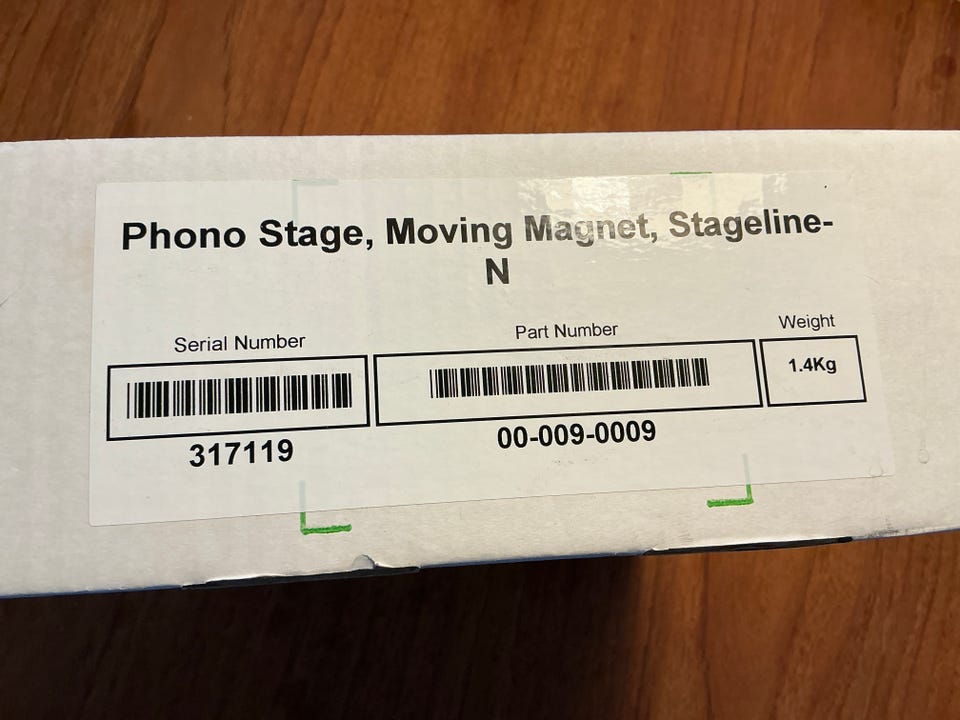 Phono Stage, Moving Magnet, Stageline-
N
Serial Number
Part Number
Weight
1.4Kg
317119
00-009-0009